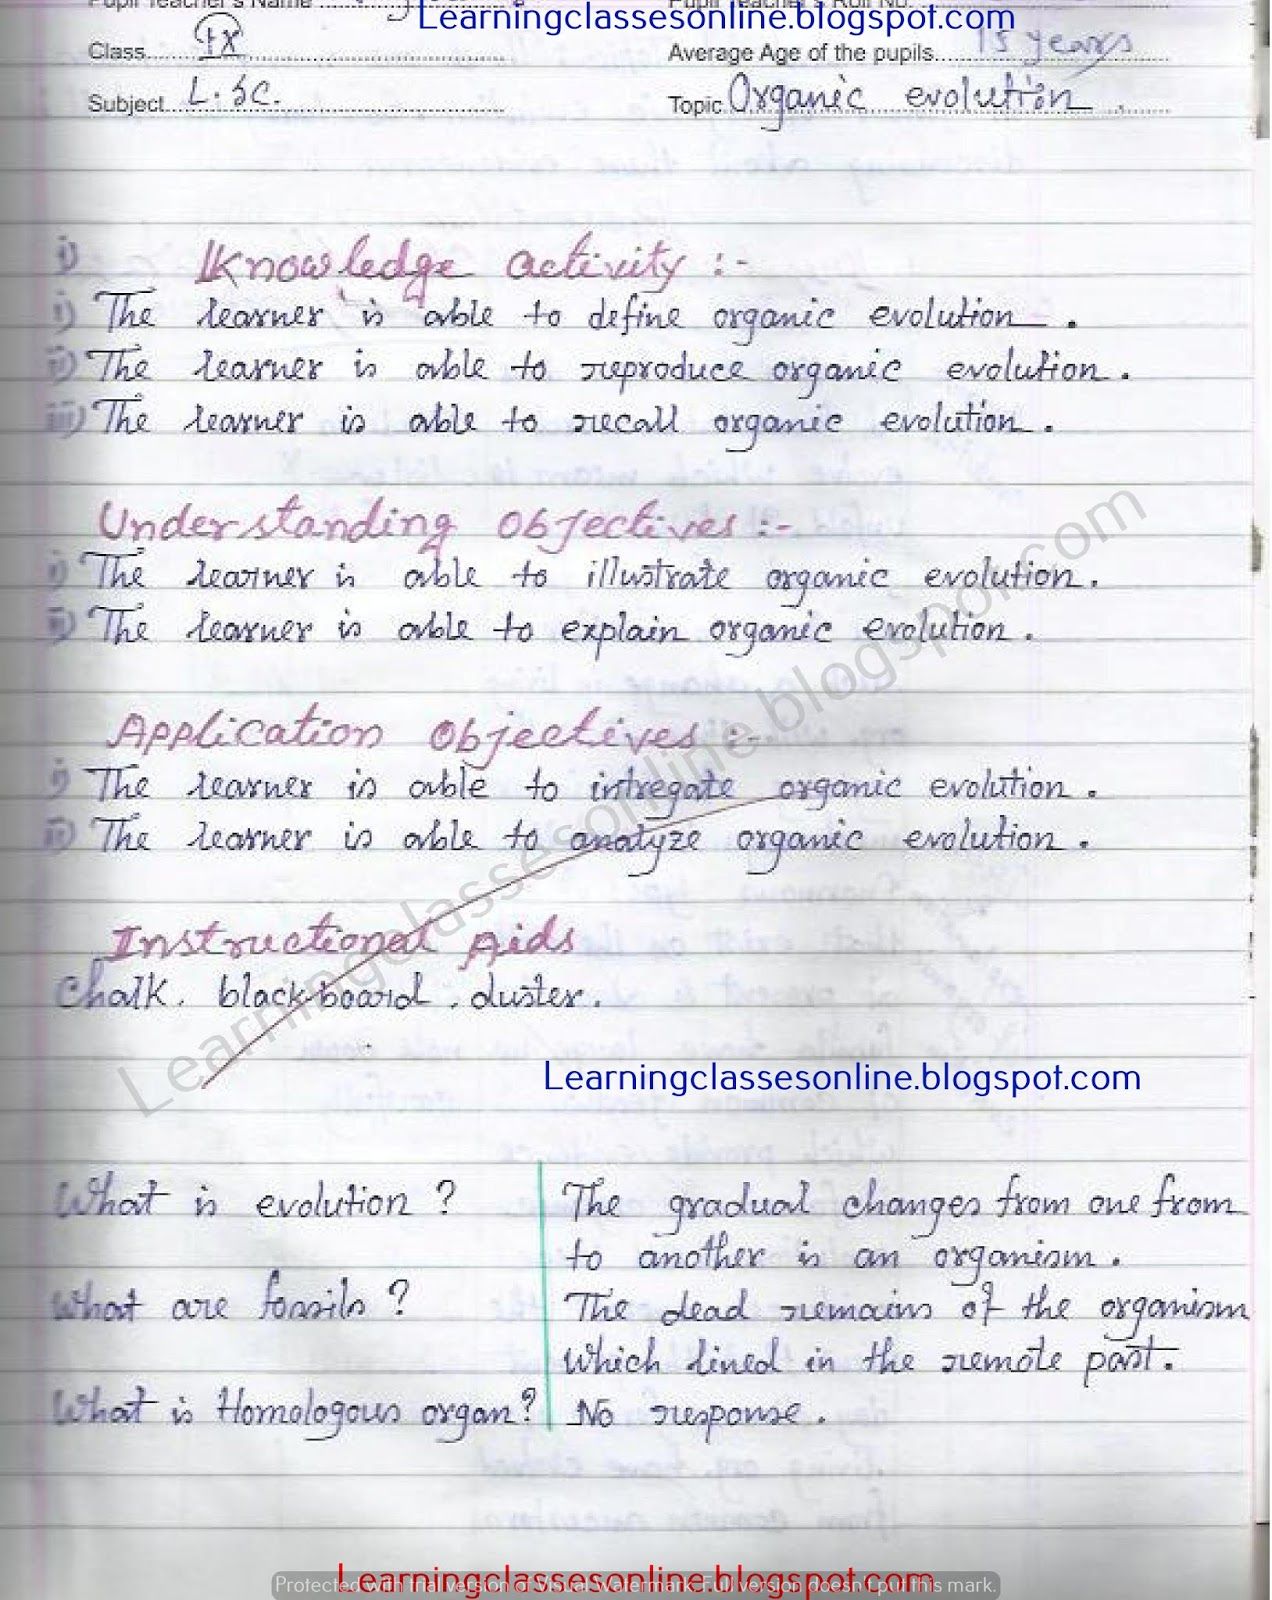 Pupil Teacher's Name
Learningclassesonline.blogspot.com
Pupil Teacher's Roll No.
Class IX
Average Age of the pupils 15 years
Subject L.Sc.
Topic Organic evolution.
i) Knowledge activity :-
i) The learner is able to define organic evolution.
ii) The learner is able to reproduce organic evolution.
iii) The learner is able to recall organic evolution.
Understanding objectives :-
i) The learner is able to illustrate organic evolution.
ii) The learner is able to explain organic evolution.
Application objectives :-
i) The learner is able to intregate organic evolution.
ii) The learner is able to analyze organic evolution.
Instructional Aids
Chalk, blackboard, duster.
Learningclassesonline.blogspot.com
Learningclassesonline.blogspot.com
What is evolution ?
The gradual changes from one from
to another is an organism.
What are fossils ?
The dead remains of the organism
which lined in the remote past.
What is Homologous organ?
No response.
Learningclassesonline.blogspot.com
Protected with trial version of Visual Watermark. Full version doesn't put this mark.